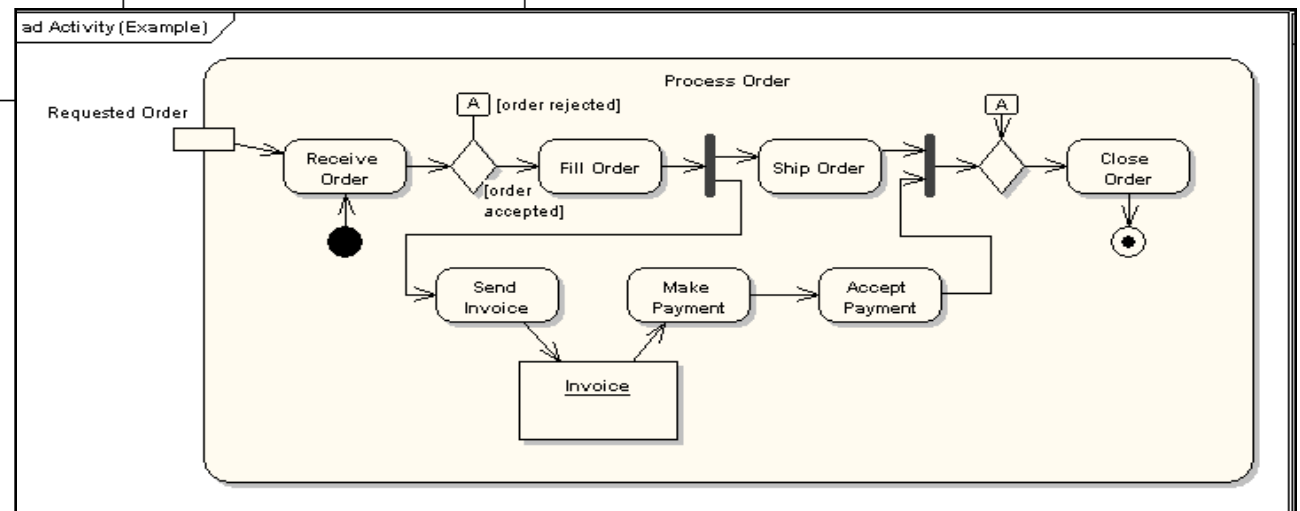 ad Activity (Example)
Process Order
Requested Order
A
[order rejected]
A
Receive
Order
Fill Order
Ship Order
Close
Order
[order
accepted]
Send
Invoice
Make
Payment
Accept
Payment
Invoice